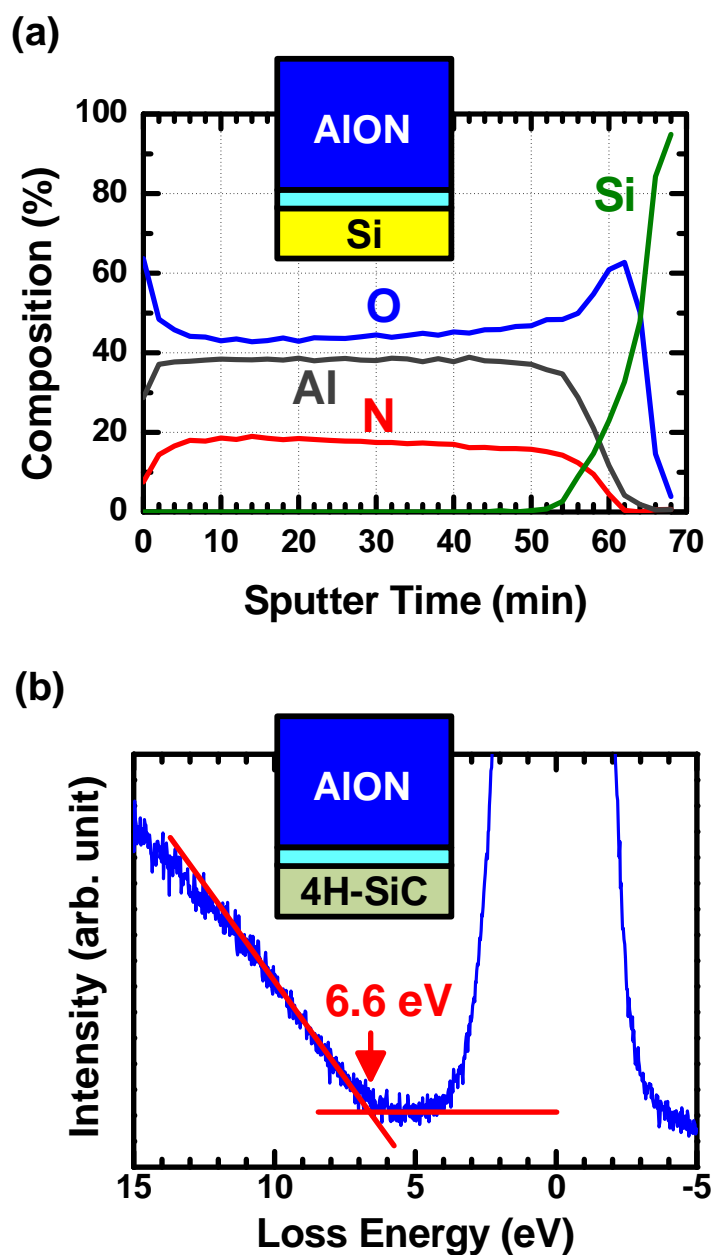 (a)
100
80
60
40
20
0
Composition (%)
AlON
Si
Si
O
Al
N
0 10 20 30 40 50 60 70
Sputter Time (min)
(b)
Intensity (arb. unit)
AlON
4H-SiC
6.6 eV
15 10 5 0 -5
Loss Energy (eV)